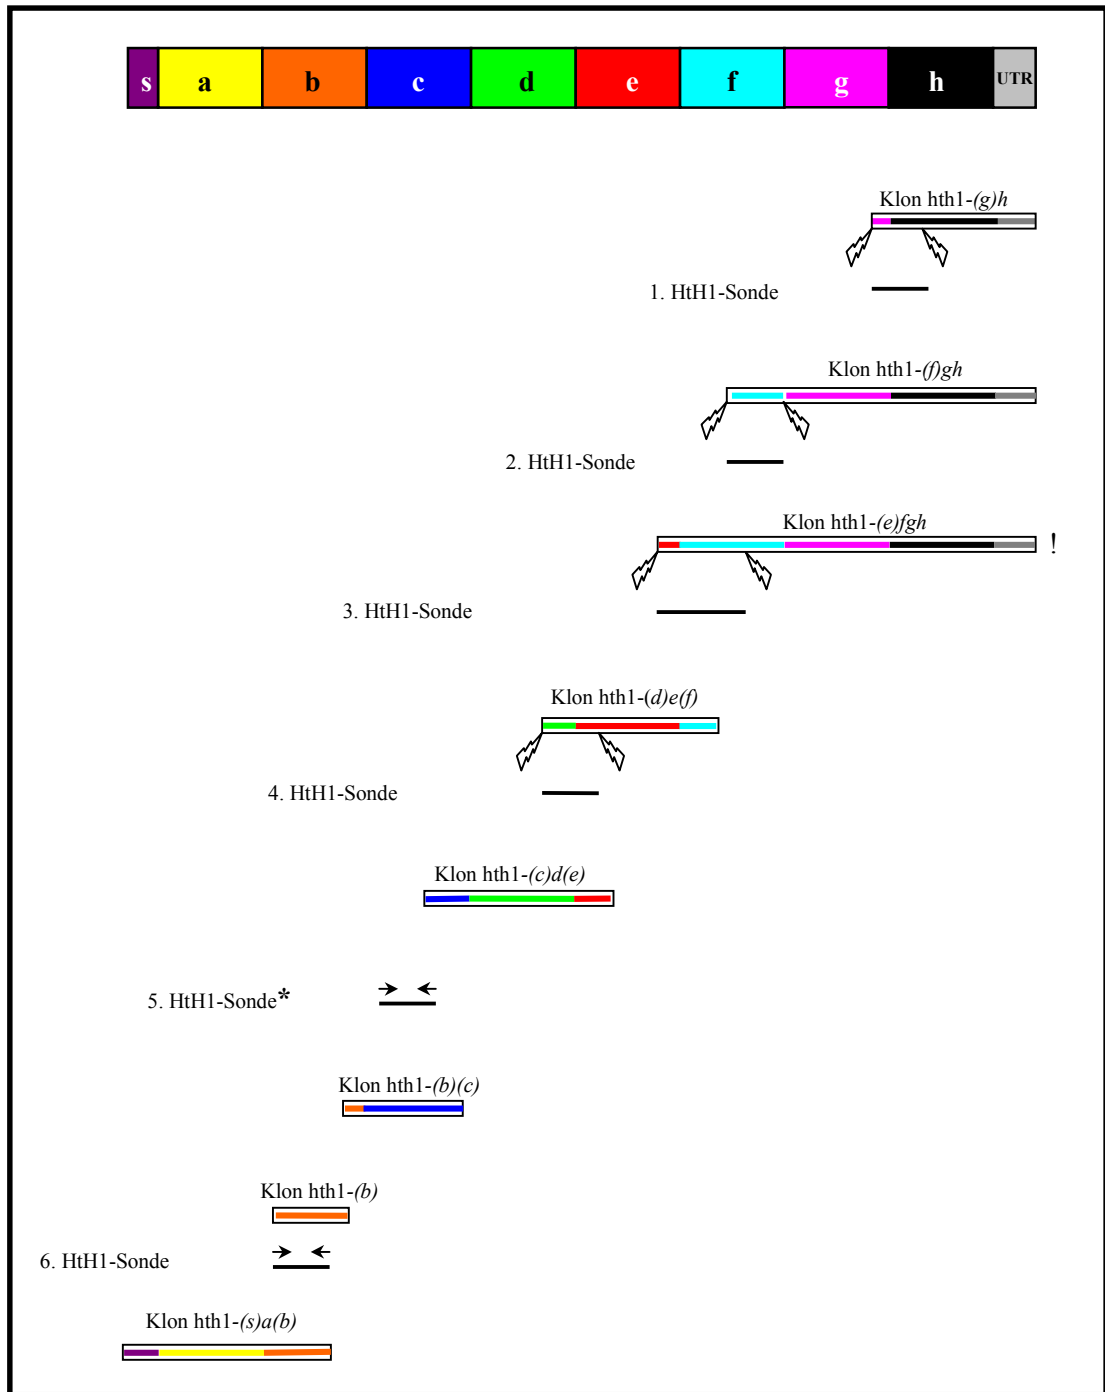 s a b c d e f g h UTR
Klon hth1-(g)h
1. HtH1-Sonde
Klon hth1-(f)gh
2. HtH1-Sonde
Klon hth1-(e)fgh
!
3. HtH1-Sonde
Klon hth1-(d)e(f)
4. HtH1-Sonde
Klon hth1-(c)d(e)
5. HtH1-Sonde*
Klon hth1-(b)(c)
Klon hth1-(b)
6. HtH1-Sonde
Klon hth1-(s)a(b)